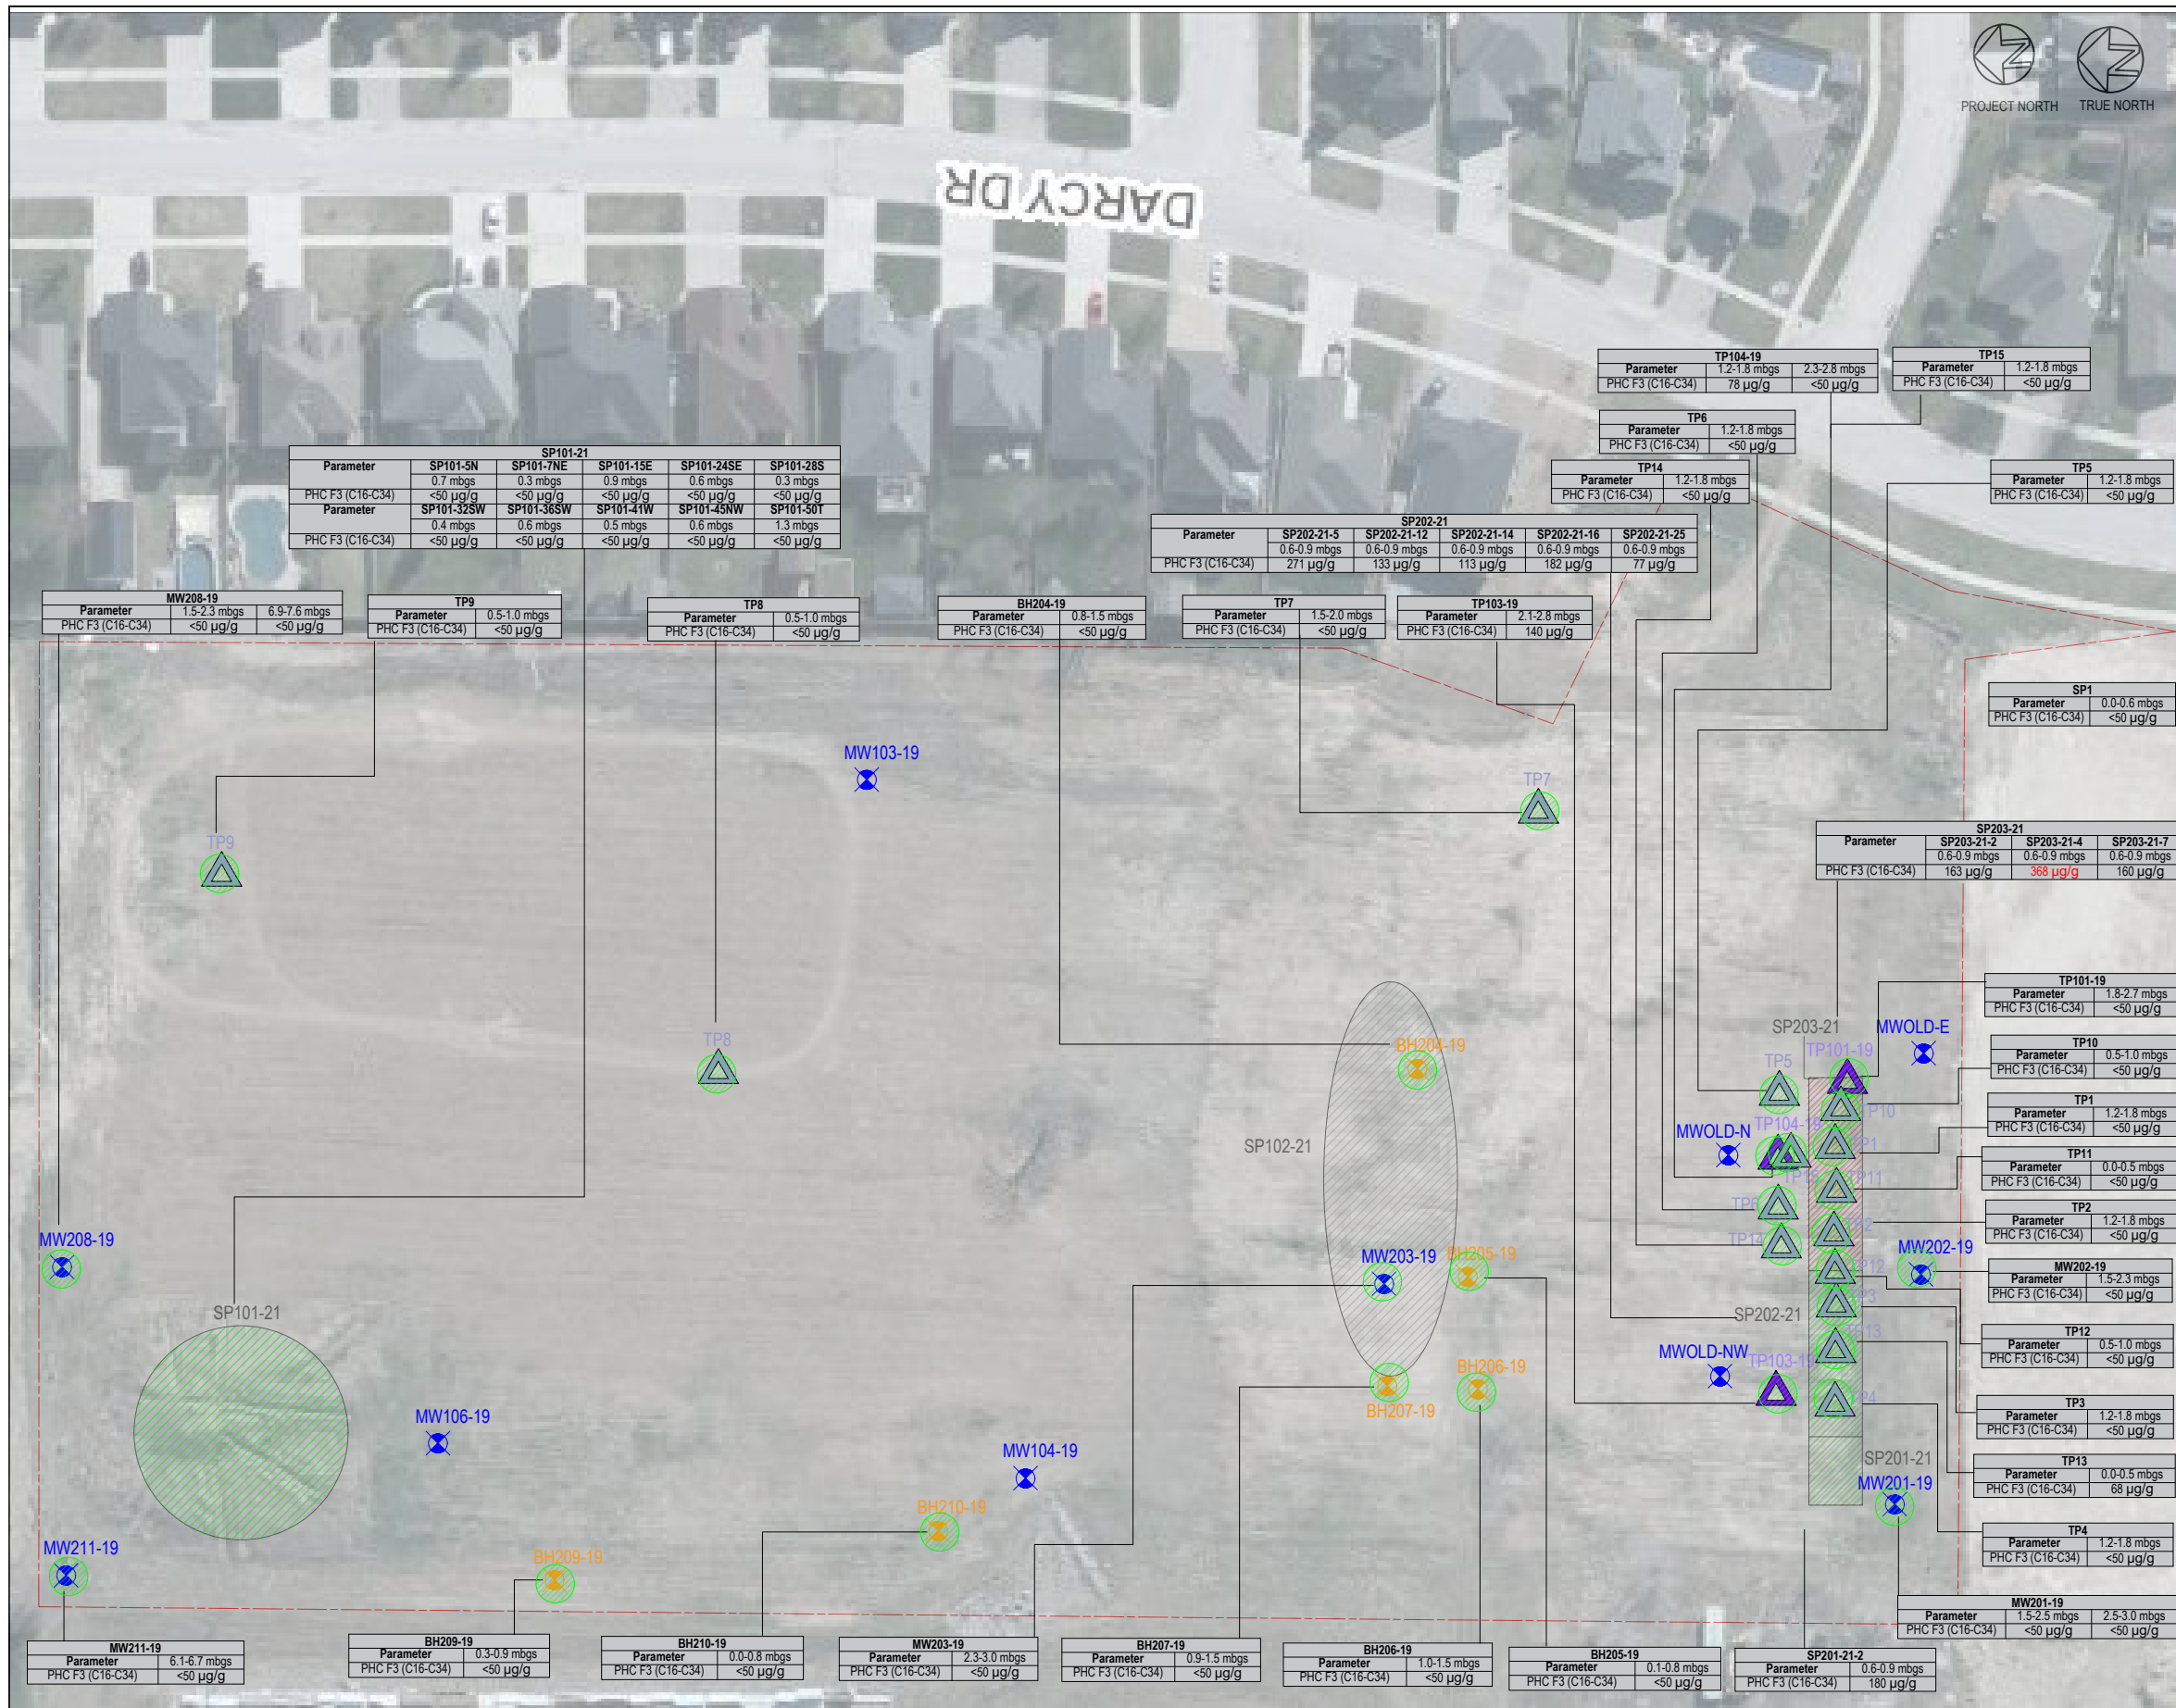 PROJECT NORTH
TRUE NORTH
DARCY DR
TP104-19
Parameter 1.2-1.8 mbgs 2.3-2.8 mbgs
PHC F3 (C16-C34) 78 µg/g <50 µg/g
TP15
Parameter 1.2-1.8 mbgs
PHC F3 (C16-C34) <50 µg/g
TP6
Parameter 1.2-1.8 mbgs
PHC F3 (C16-C34) <50 µg/g
TP14
Parameter 1.2-1.8 mbgs
PHC F3 (C16-C34) <50 µg/g
TP5
Parameter 1.2-1.8 mbgs
PHC F3 (C16-C34) <50 µg/g
SP101-21
Parameter SP101-5N SP101-7NE SP101-15E SP101-24SE SP101-28S
0.7 mbgs 0.3 mbgs 0.9 mbgs 0.6 mbgs 0.3 mbgs
PHC F3 (C16-C34) <50 µg/g <50 µg/g <50 µg/g <50 µg/g <50 µg/g
Parameter SP101-32SW SP101-36SW SP101-41W SP101-45NW SP101-50T
0.4 mbgs 0.6 mbgs 0.5 mbgs 0.6 mbgs 1.3 mbgs
PHC F3 (C16-C34) <50 µg/g <50 µg/g <50 µg/g <50 µg/g <50 µg/g
SP202-21
Parameter SP202-21-5 SP202-21-12 SP202-21-14 SP202-21-16 SP202-21-25
0.6-0.9 mbgs 0.6-0.9 mbgs 0.6-0.9 mbgs 0.6-0.9 mbgs 0.6-0.9 mbgs
PHC F3 (C16-C34) 271 µg/g 133 µg/g 113 µg/g 182 µg/g 77 µg/g
MW208-19
Parameter 1.5-2.3 mbgs 6.9-7.6 mbgs
PHC F3 (C16-C34) <50 µg/g <50 µg/g
TP9
Parameter 0.5-1.0 mbgs
PHC F3 (C16-C34) <50 µg/g
TP8
Parameter 0.5-1.0 mbgs
PHC F3 (C16-C34) <50 µg/g
BH204-19
Parameter 0.8-1.5 mbgs
PHC F3 (C16-C34) <50 µg/g
TP7
Parameter 1.5-2.0 mbgs
PHC F3 (C16-C34) <50 µg/g
TP103-19
Parameter 2.1-2.8 mbgs
PHC F3 (C16-C34) 140 µg/g
SP1
Parameter 0.0-0.6 mbgs
PHC F3 (C16-C34) <50 µg/g
MW103-19
TP7
TP9
SP203-21
Parameter SP203-21-2 SP203-21-4 SP203-21-7
0.6-0.9 mbgs 0.6-0.9 mbgs 0.6-0.9 mbgs
PHC F3 (C16-C34) 163 µg/g 368 µg/g 160 µg/g
TP101-19
Parameter 1.8-2.7 mbgs
PHC F3 (C16-C34) <50 µg/g
SP203-21
MWOLD-E
TP8
BH204-19
TP5
TP101-19
TP10
Parameter 0.5-1.0 mbgs
PHC F3 (C16-C34) <50 µg/g
TP10
TP1
Parameter 1.2-1.8 mbgs
PHC F3 (C16-C34) <50 µg/g
SP102-21
MWOLD-N
TP104-19
TP1
TP15
TP11
TP11
Parameter 0.0-0.5 mbgs
PHC F3 (C16-C34) <50 µg/g
TP6
TP2
TP2
Parameter 1.2-1.8 mbgs
PHC F3 (C16-C34) <50 µg/g
MW208-19
MW203-19
BH205-19
TP14
TP12
MW202-19
MW202-19
Parameter 1.5-2.3 mbgs
PHC F3 (C16-C34) <50 µg/g
SP101-21
SP202-21
TP3
TP13
TP12
Parameter 0.5-1.0 mbgs
PHC F3 (C16-C34) <50 µg/g
MWOLD-NW
TP103-19
BH206-19
BH207-19
TP4
TP3
Parameter 1.2-1.8 mbgs
PHC F3 (C16-C34) <50 µg/g
MW106-19
MW104-19
SP201-21
MW201-19
TP13
Parameter 0.0-0.5 mbgs
PHC F3 (C16-C34) 68 µg/g
BH210-19
TP4
Parameter 1.2-1.8 mbgs
PHC F3 (C16-C34) <50 µg/g
MW211-19
BH209-19
MW201-19
Parameter 1.5-2.5 mbgs 2.5-3.0 mbgs
PHC F3 (C16-C34) <50 µg/g <50 µg/g
MW211-19
Parameter 6.1-6.7 mbgs
PHC F3 (C16-C34) <50 µg/g
BH209-19
Parameter 0.3-0.9 mbgs
PHC F3 (C16-C34) <50 µg/g
BH210-19
Parameter 0.0-0.8 mbgs
PHC F3 (C16-C34) <50 µg/g
MW203-19
Parameter 2.3-3.0 mbgs
PHC F3 (C16-C34) <50 µg/g
BH207-19
Parameter 0.9-1.5 mbgs
PHC F3 (C16-C34) <50 µg/g
BH206-19
Parameter 1.0-1.5 mbgs
PHC F3 (C16-C34) <50 µg/g
BH205-19
Parameter 0.1-0.8 mbgs
PHC F3 (C16-C34) <50 µg/g
SP201-21-2
Parameter 0.6-0.9 mbgs
PHC F3 (C16-C34) 180 µg/g